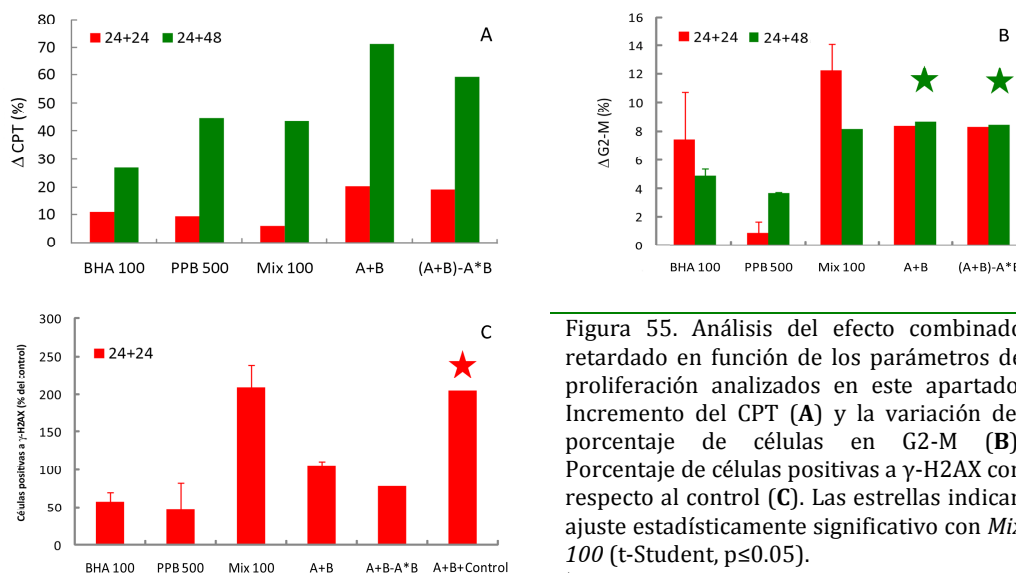 80
70
60
50
40
30
20
10
0
Δ CPT (%)
24+24 24+48
A
BHA 100 PPB 500 Mix 100 A+B (A+B)-A*B
16
14
12
10
8
6
4
2
0
Δ G2-M (%)
24+24 24+48
B
BHA 100 PPB 500 Mix 100 A+B (A+B)-A*B
300
250
200
150
100
50
0
Células positivas a γ-H2AX (% del control)
24+24
C
BHA 100 PPB 500 Mix 100 A+B A+B-A*B A+B+Control
Figura 55. Análisis del efecto combinado
retardado en función de los parámetros de
proliferación analizados en este apartado
Incremento del CPT (A) y la variación de
porcentaje de células en G2-M (B)
Porcentaje de células positivas a γ-H2AX con
respecto al control (C). Las estrellas indican
ajuste estadísticamente significativo con Mix
100 (t-Student, p≤0.05).